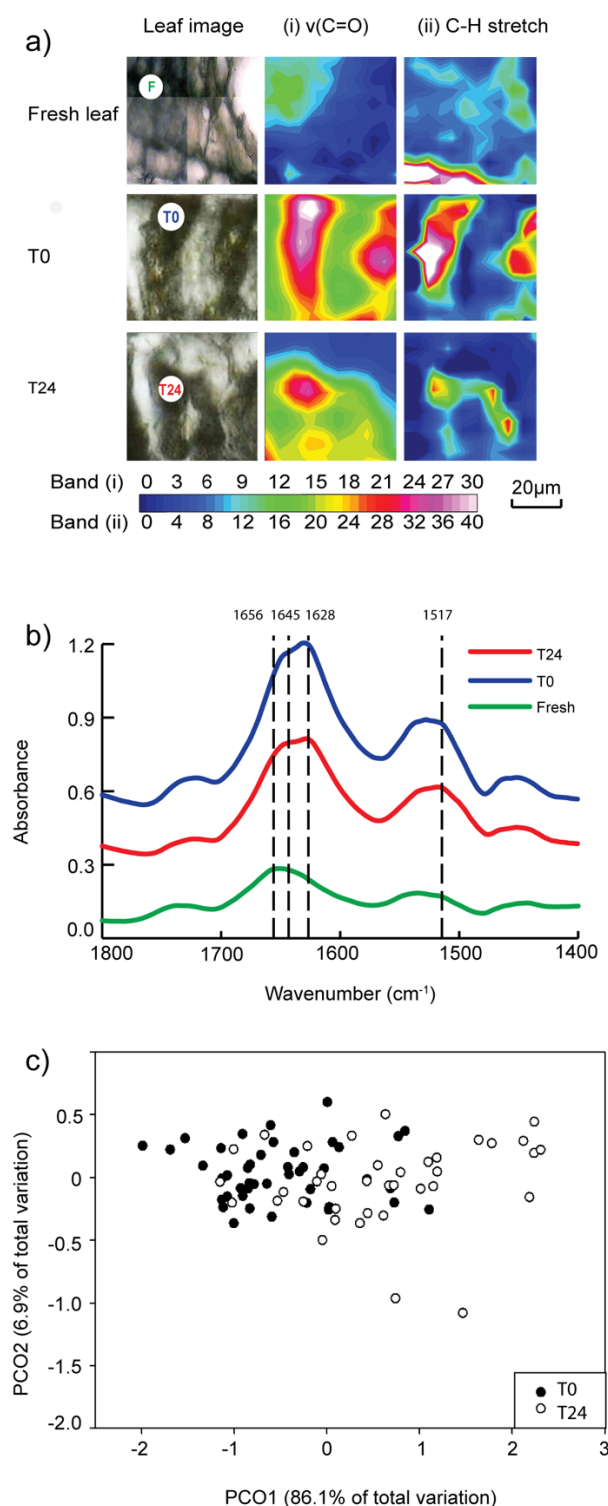 a)
Leaf image (i) v(C=O) (ii) C-H stretch
Fresh leaf
F
T0
T0
T24
T24
Band (i) 0 3 6 9 12 15 18 21 24 27 30
Band (ii) 0 4 8 12 16 20 24 28 32 36 40
20µm
b)
1656 1645 1628 1517
1.2
0.9
0.6
0.3
0.0
Absorbance
T24
T0
Fresh
1800 1700 1600 1500 1400
Wavenumber (cm⁻¹)
c)
0.5
0
-0.5
-1.0
-1.5
-2.0
PCO2 (6.9% of total variation)
T0
T24
-2 -1 0 1 2 3
PCO1 (86.1% of total variation)